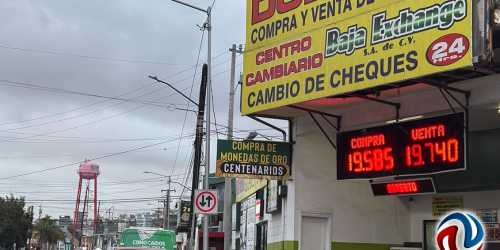 COMPRA Y VENTA DE
CENTRO
CAMBIARIO
Baja Exchange
S.A. de C.V.
24
CAMBIO DE CHEQUES
COMPRA DE
MONEDAS DE ORO
CENTENARIOS
COMPRA VENTA
19.585 19.740
ABIERTO